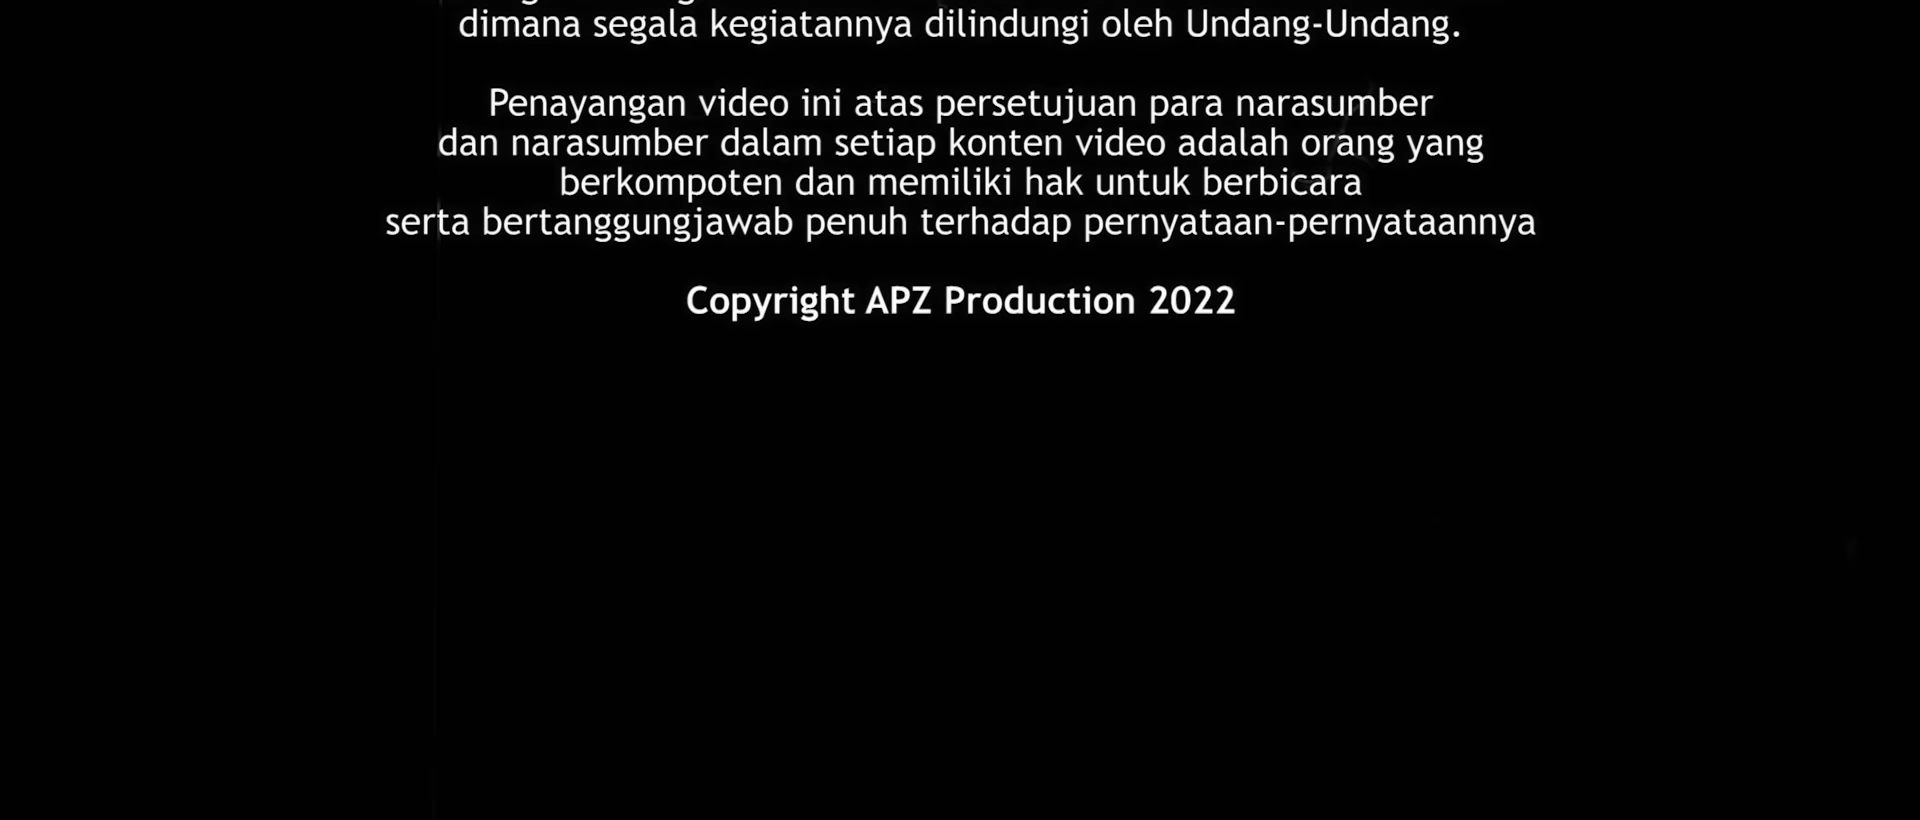 dimana segala kegiatannya dilindungi oleh Undang-Undang.
Penayangan video ini atas persetujuan para narasumber
dan narasumber dalam setiap konten video adalah orang yang
berkompoten dan memiliki hak untuk berbicara
serta bertanggungjawab penuh terhadap pernyataan-pernyataannya
Copyright APZ Production 2022